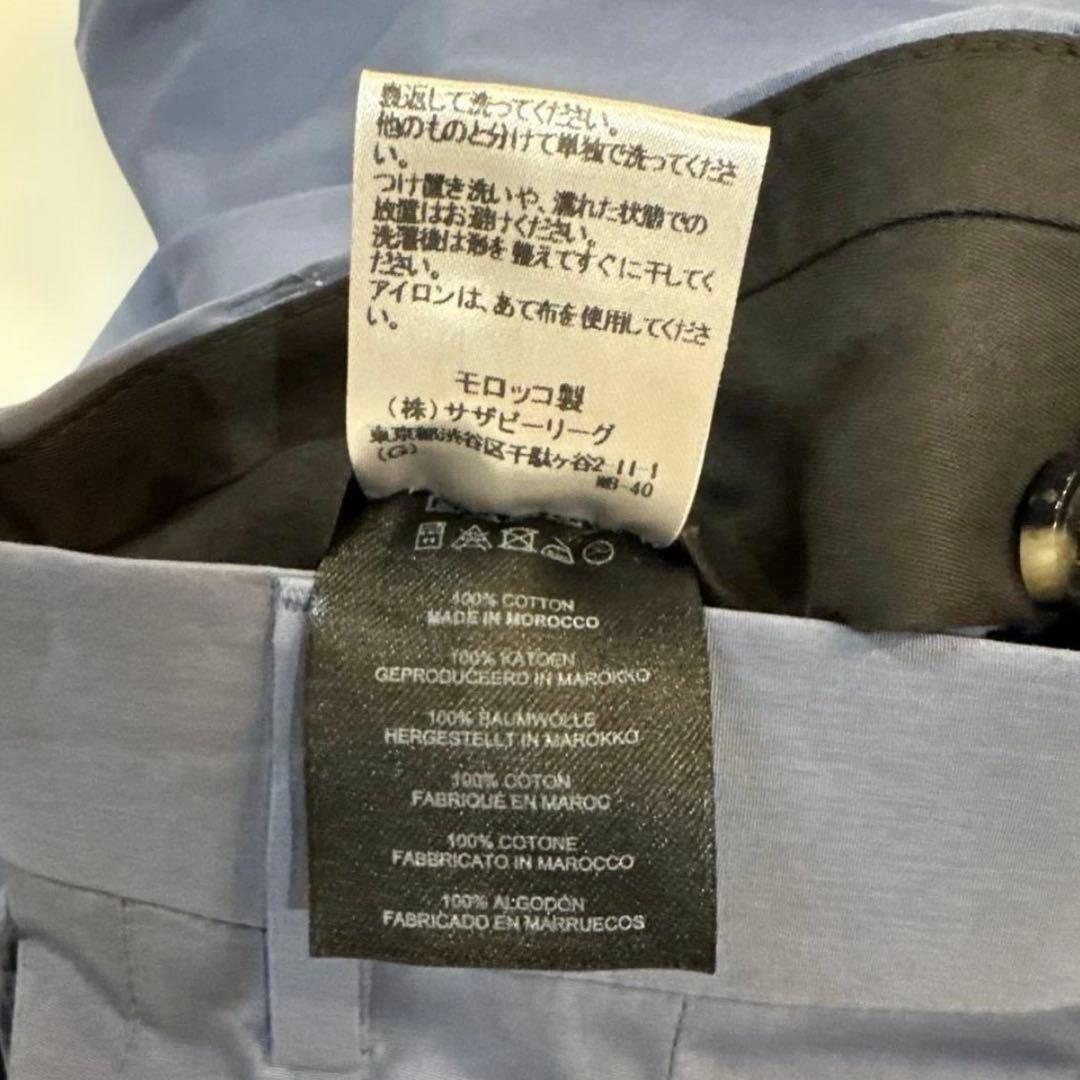 裏返して洗ってください。
他のものと分けて単独で洗ってくださ
い。
つけ置き洗いや、濡れた状態での
放置はお避けください。
洗濯後は形を整えてすぐに干してく
ださい。
アイロンは、あて布を使用してくださ
い。
モロッコ製
(株)サザビーリーグ
東京都渋谷区千駄ヶ谷2-11-1
(G)
MB-40
100% COTTON
MADE IN MOROCCO
100% KATOEN
GEPRODUCEERD IN MAROKKO
100% BAUMWOLLE
HERGESTELLT IN MAROKKO
100% COTON
FABRIQUÉ EN MAROC
100% COTONE
FABBRICATO IN MAROCCO
100% ALGODÓN
FABRICADO EN MARRUECOS